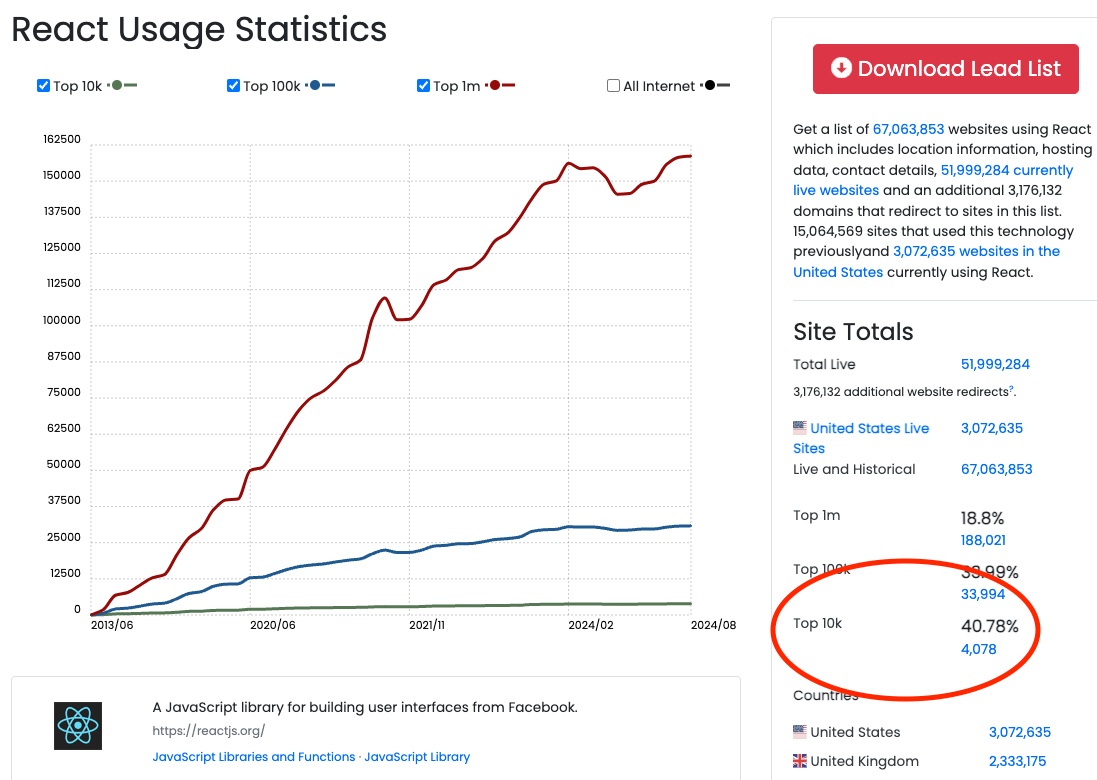 React Usage Statistics
Top 10k
Top 100k
Top 1m
All Internet
162500
150000
137500
125000
112500
100000
87500
75000
62500
50000
37500
25000
12500
0
2013/06
2020/06
2021/11
2024/02
2024/08
A JavaScript library for building user interfaces from Facebook.
https://reactjs.org/
JavaScript Libraries and Functions · JavaScript Library
Download Lead List
Get a list of 67,063,853 websites using React
which includes location information, hosting
data, contact details, 51,999,284 currently
live websites and an additional 3,176,132
domains that redirect to sites in this list.
15,064,569 sites that used this technology
previouslyand 3,072,635 websites in the
United States currently using React.
Site Totals
Total Live 51,999,284
3,176,132 additional website redirects?.
United States Live 3,072,635
Sites
Live and Historical 67,063,853
Top 1m 18.8%
188,021
Top 100k 33.99%
33,994
Top 10k 40.78%
4,078
Countries
United States 3,072,635
United Kingdom 2,333,175